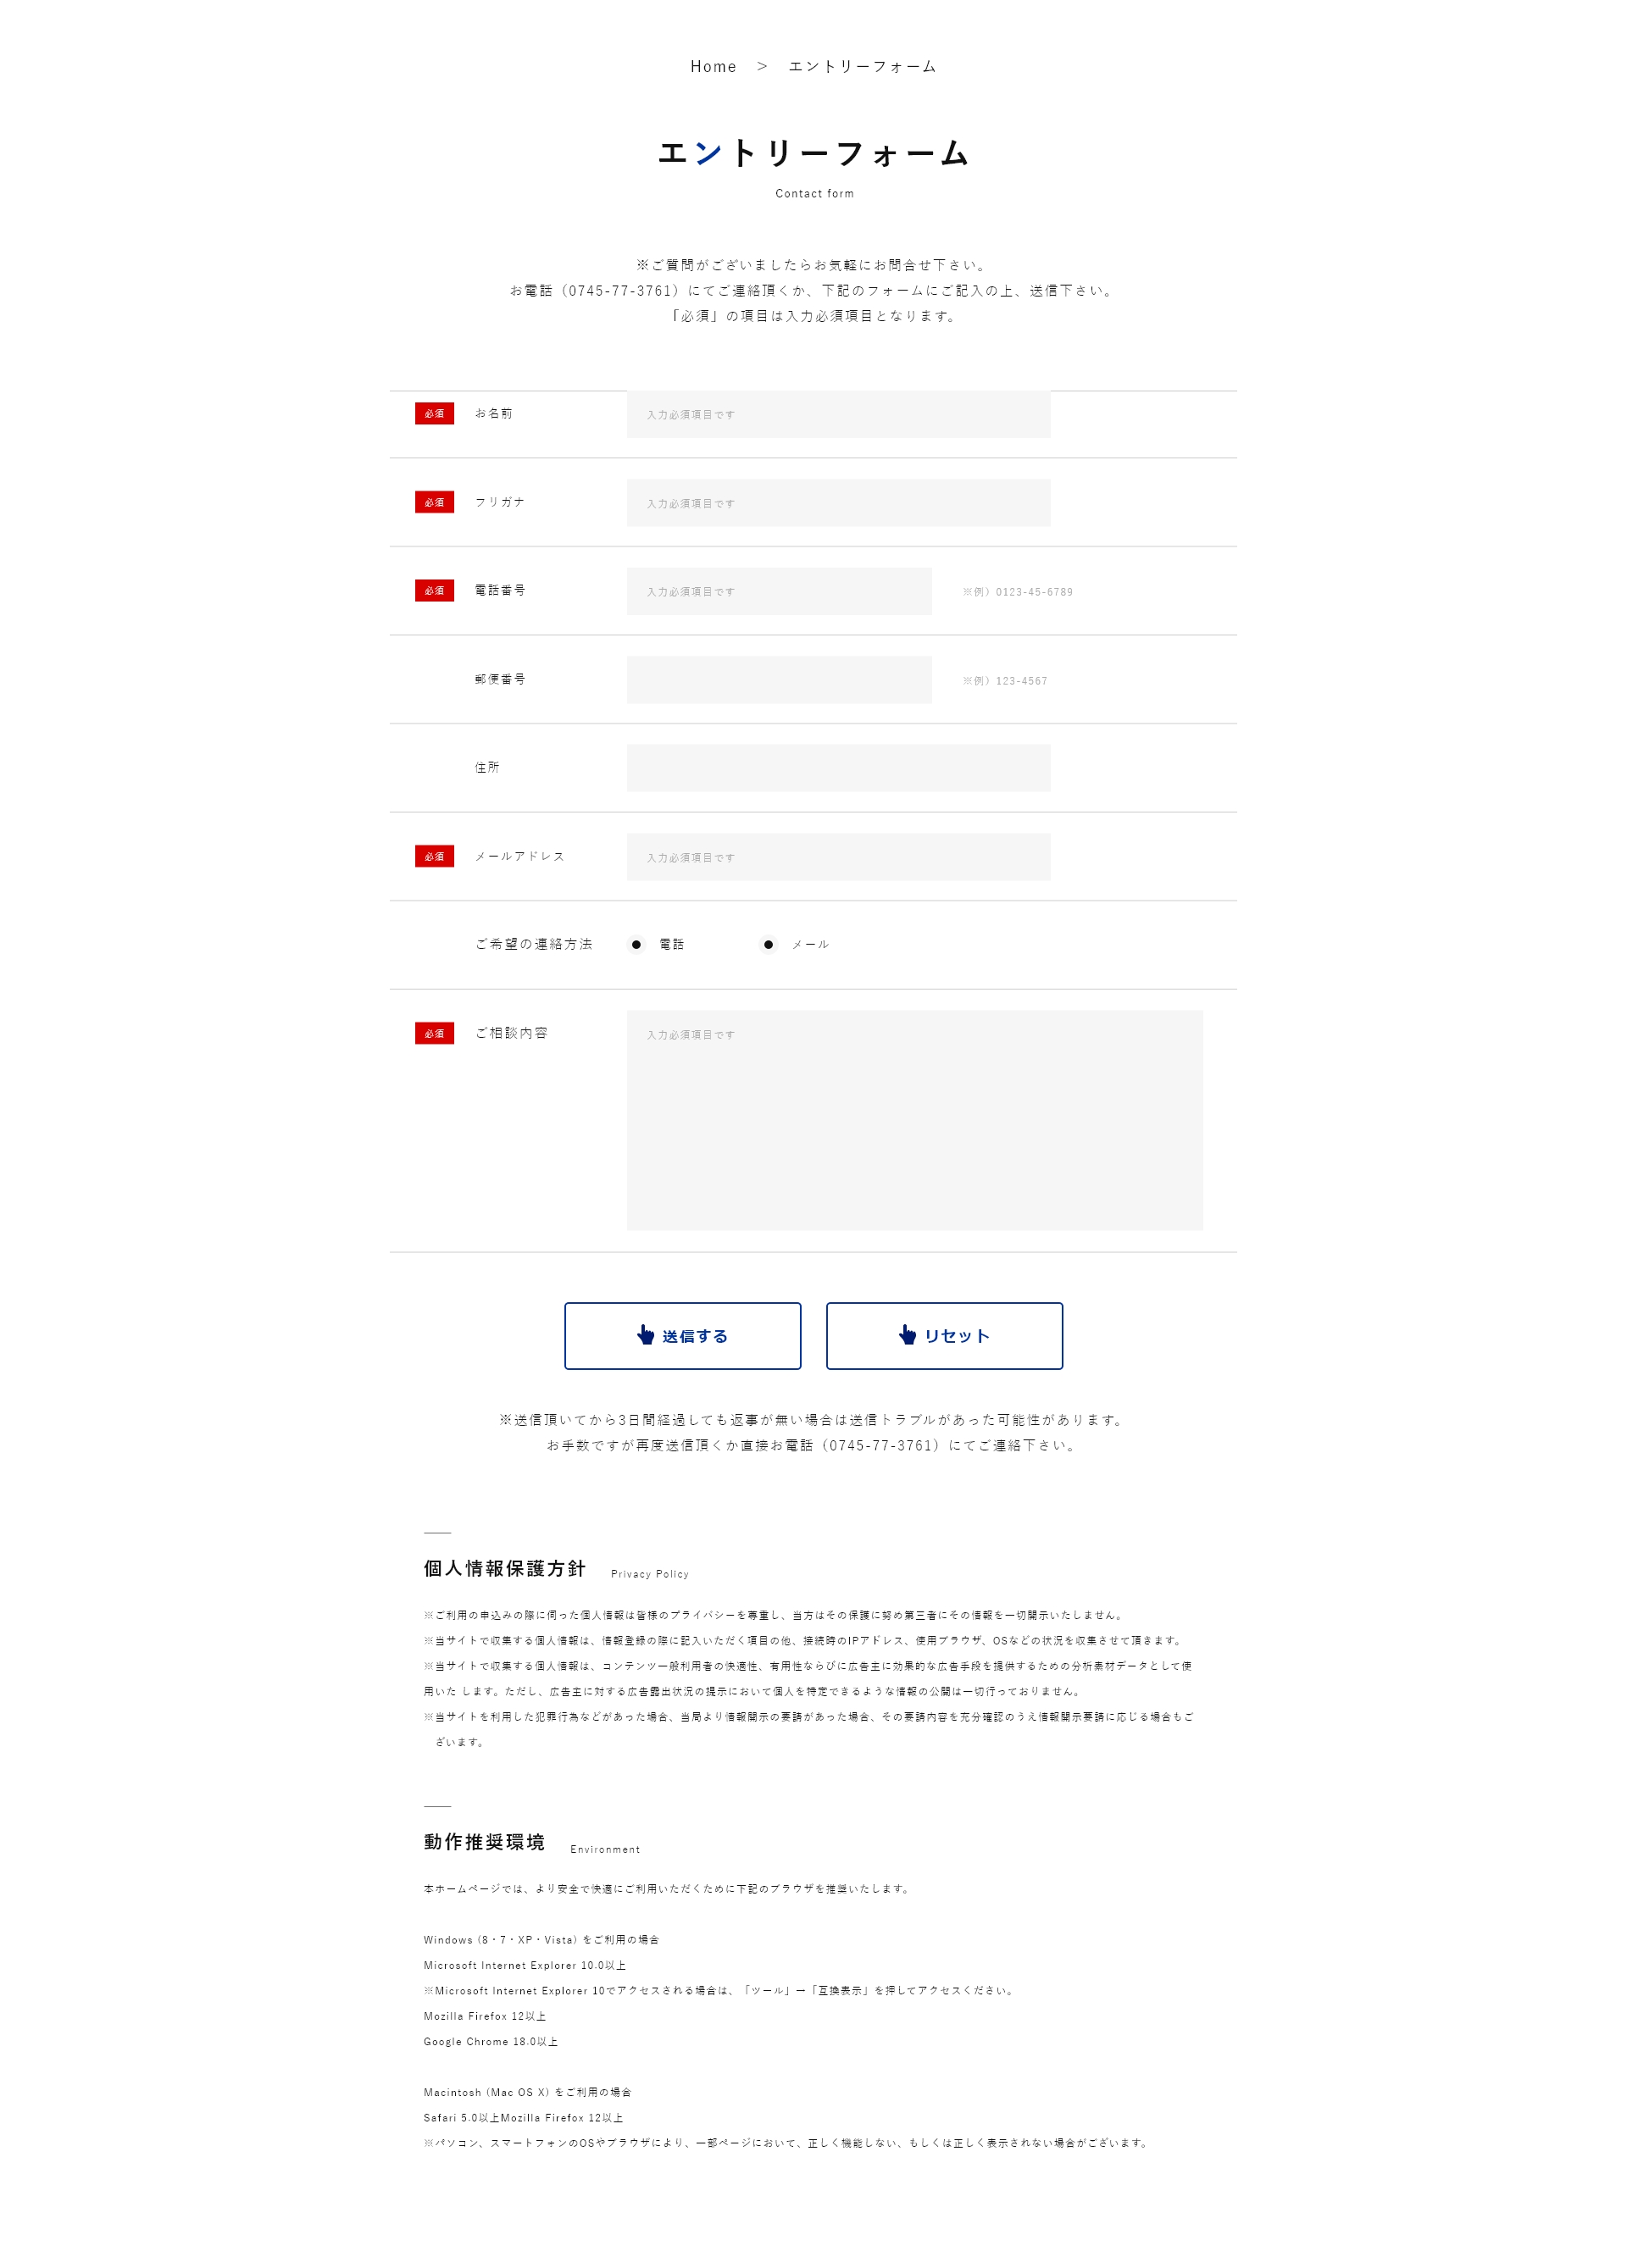 Home > エントリーフォーム
エントリーフォーム
Contact form
※ご質問がございましたらお気軽にお問合せ下さい。
お電話（0745-77-3761）にてご連絡頂くか、下記のフォームにご記入の上、送信下さい。
「必須」の項目は入力必須項目となります。
必須 お名前 入力必須項目です
必須 フリガナ 入力必須項目です
必須 電話番号 入力必須項目です ※例）0123-45-6789
郵便番号 ※例）123-4567
住所
必須 メールアドレス 入力必須項目です
ご希望の連絡方法 電話 メール
必須 ご相談内容 入力必須項目です
送信する リセット
※送信頂いてから3日間経過しても返事が無い場合は送信トラブルがあった可能性があります。
お手数ですが再度送信頂くか直接お電話（0745-77-3761）にてご連絡下さい。
個人情報保護方針 Privacy Policy
※ご利用の申込みの際に伺った個人情報は皆様のプライバシーを尊重し、当方はその保護に努め第三者にその情報を一切開示いたしません。
※当サイトで収集する個人情報は、情報登録の際に記入いただく項目の他、接続時のIPアドレス、使用ブラウザ、OSなどの状況を収集させて頂きます。
※当サイトで収集する個人情報は、コンテンツ一般利用者の快適性、有用性ならびに広告主に効果的な広告手段を提供するための分析素材データとして使
用いた します。ただし、広告主に対する広告露出状況の提示において個人を特定できるような情報の公開は一切行っておりません。
※当サイトを利用した犯罪行為などがあった場合、当局より情報開示の要請があった場合、その要請内容を充分確認のうえ情報開示要請に応じる場合もご
ざいます。
動作推奨環境 Environment
本ホームページでは、より安全で快適にご利用いただくために下記のブラウザを推奨いたします。
Windows (8・7・XP・Vista) をご利用の場合
Microsoft Internet Explorer 10.0以上
※Microsoft Internet Explorer 10でアクセスされる場合は、「ツール」→「互換表示」を押してアクセスください。
Mozilla Firefox 12以上
Google Chrome 18.0以上
Macintosh (Mac OS X) をご利用の場合
Safari 5.0以上Mozilla Firefox 12以上
※パソコン、スマートフォンのOSやブラウザにより、一部ページにおいて、正しく機能しない、もしくは正しく表示されない場合がございます。